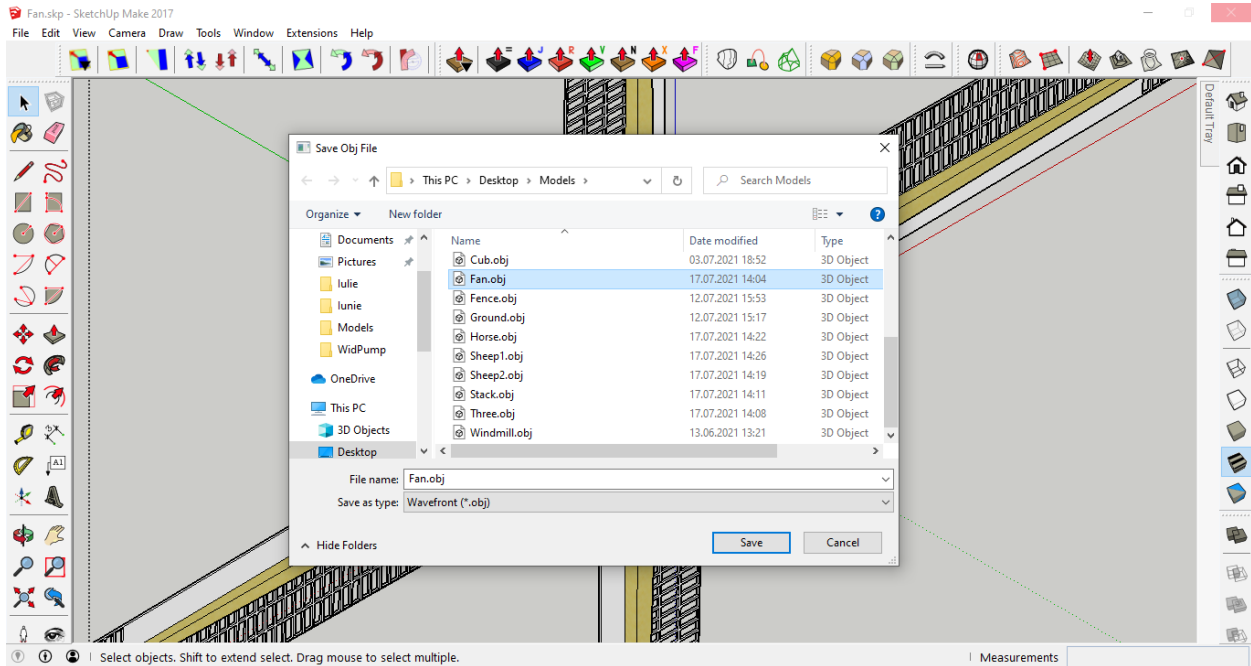 Fan.skp - SketchUp Make 2017
File Edit View Camera Draw Tools Window Extensions Help
= J R V N X F
Default Tray
Save Obj File
This PC > Desktop > Models >
Search Models
Organize New folder
?
Documents
Pictures
Iulie
Iunie
Models
WidPump
OneDrive
This PC
3D Objects
Desktop
Name Date modified Type
Cub.obj 03.07.2021 18:52 3D Object
Fan.obj 17.07.2021 14:04 3D Object
Fence.obj 12.07.2021 15:53 3D Object
Ground.obj 12.07.2021 15:17 3D Object
Horse.obj 17.07.2021 14:22 3D Object
Sheep1.obj 17.07.2021 14:26 3D Object
Sheep2.obj 17.07.2021 14:19 3D Object
Stack.obj 17.07.2021 14:11 3D Object
Three.obj 17.07.2021 14:08 3D Object
Windmill.obj 13.06.2021 13:21 3D Object
File name: Fan.obj
Save as type: Wavefront (*.obj)
Hide Folders
Save Cancel
A1
Select objects. Shift to extend select. Drag mouse to select multiple.
Measurements